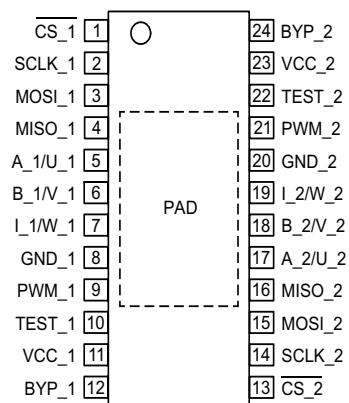 C̅S̅_1 1 24 BYP_2
SCLK_1 2 23 VCC_2
MOSI_1 3 22 TEST_2
MISO_1 4 21 PWM_2
A_1/U_1 5 20 GND_2
B_1/V_1 6 19 I_2/W_2
I_1/W_1 7 PAD 18 B_2/V_2
GND_1 8 17 A_2/U_2
PWM_1 9 16 MISO_2
TEST_1 10 15 MOSI_2
VCC_1 11 14 SCLK_2
BYP_1 12 13 C̅S̅_2